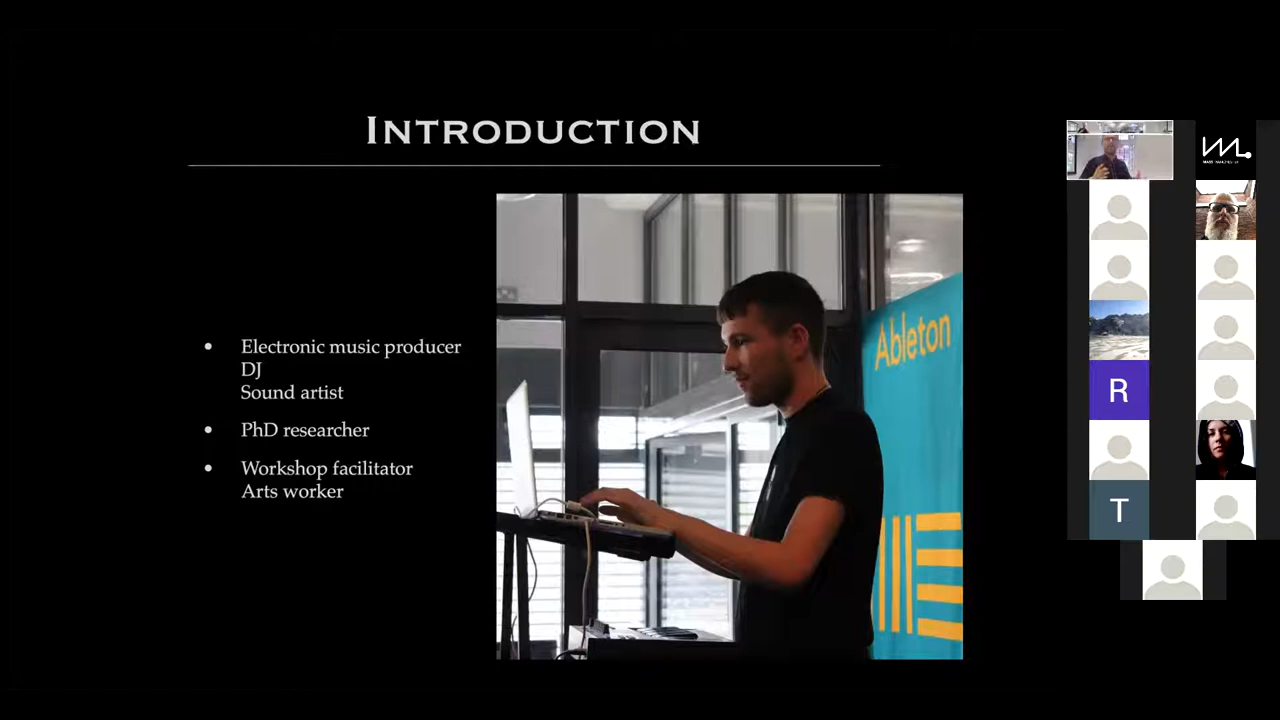 INTRODUCTION
• Electronic music producer
DJ
Sound artist
• PhD researcher
• Workshop facilitator
Arts worker
Ableton
R
T